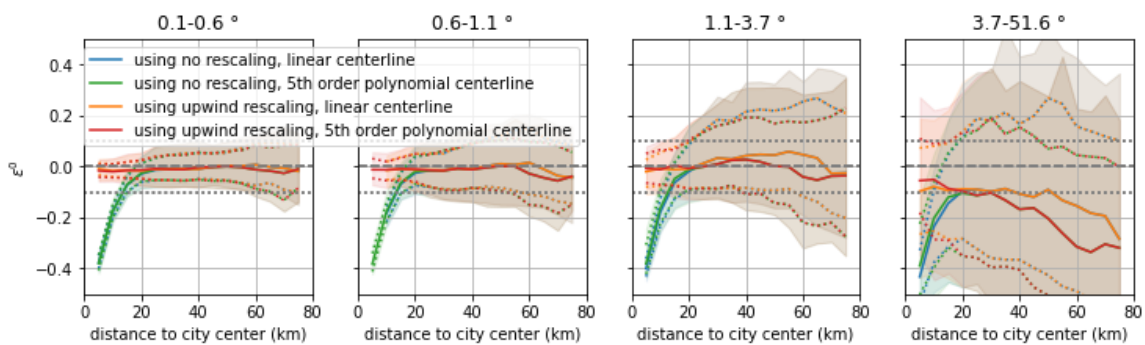 0.1-0.6 °
0.6-1.1 °
1.1-3.7 °
3.7-51.6 °
using no rescaling, linear centerline
using no rescaling, 5th order polynomial centerline
using upwind rescaling, linear centerline
using upwind rescaling, 5th order polynomial centerline
ε⁰
0.4
0.2
0.0
−0.2
−0.4
0 20 40 60 80
0 20 40 60 80
0 20 40 60 80
0 20 40 60 80
distance to city center (km)
distance to city center (km)
distance to city center (km)
distance to city center (km)